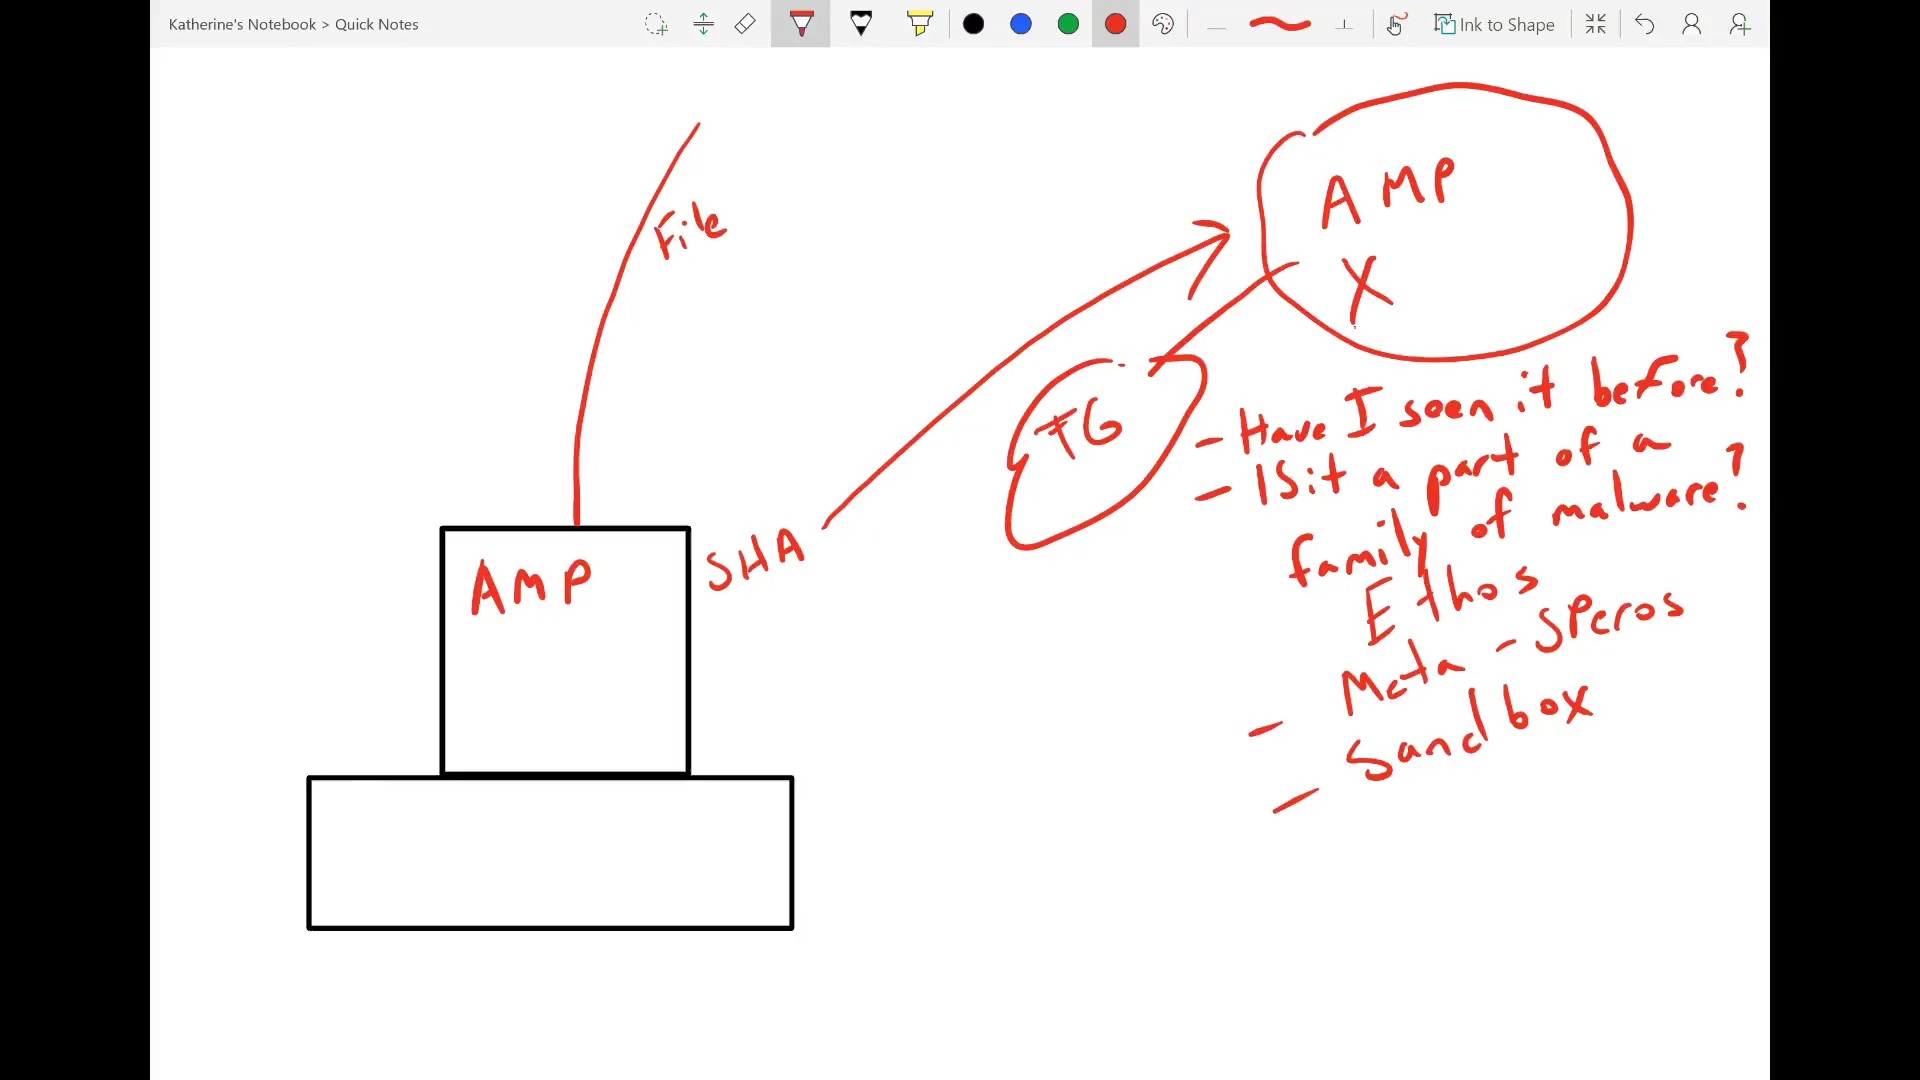 Katherine's Notebook > Quick Notes
Ink to Shape
File
AMP
X
TG
- Have I seen it before?
- Is it a part of a
family of malware?
Ethos
Meta - SPeros
- Sandbox
-
SHA
AMP